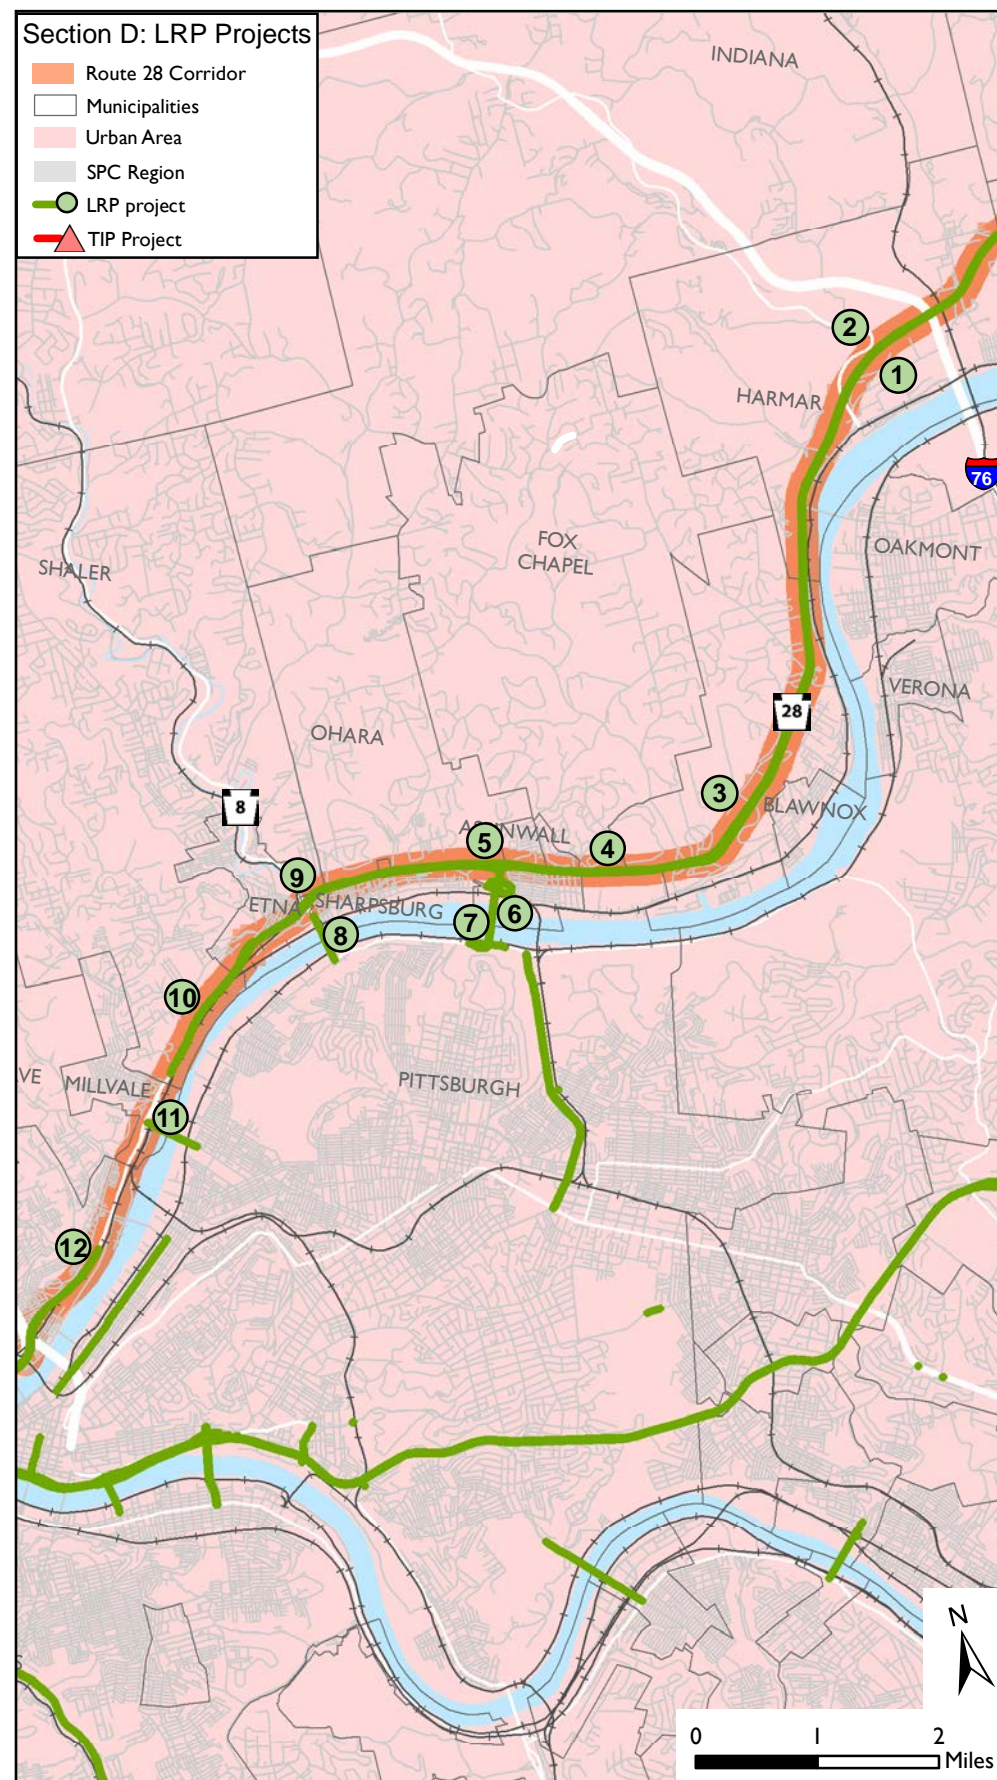 Section D: LRP Projects
Route 28 Corridor
Municipalities
Urban Area
SPC Region
LRP project
TIP Project
INDIANA
2
1
HARMAR
76
FOX
CHAPEL
OAKMONT
SHALER
VERONA
28
OHARA
3
8
BLAWNOX
5
4
9
ETNA
SHARPSBURG
7
6
8
10
PITTSBURGH
VE
MILLVALE
11
12
N
0
1
2
Miles